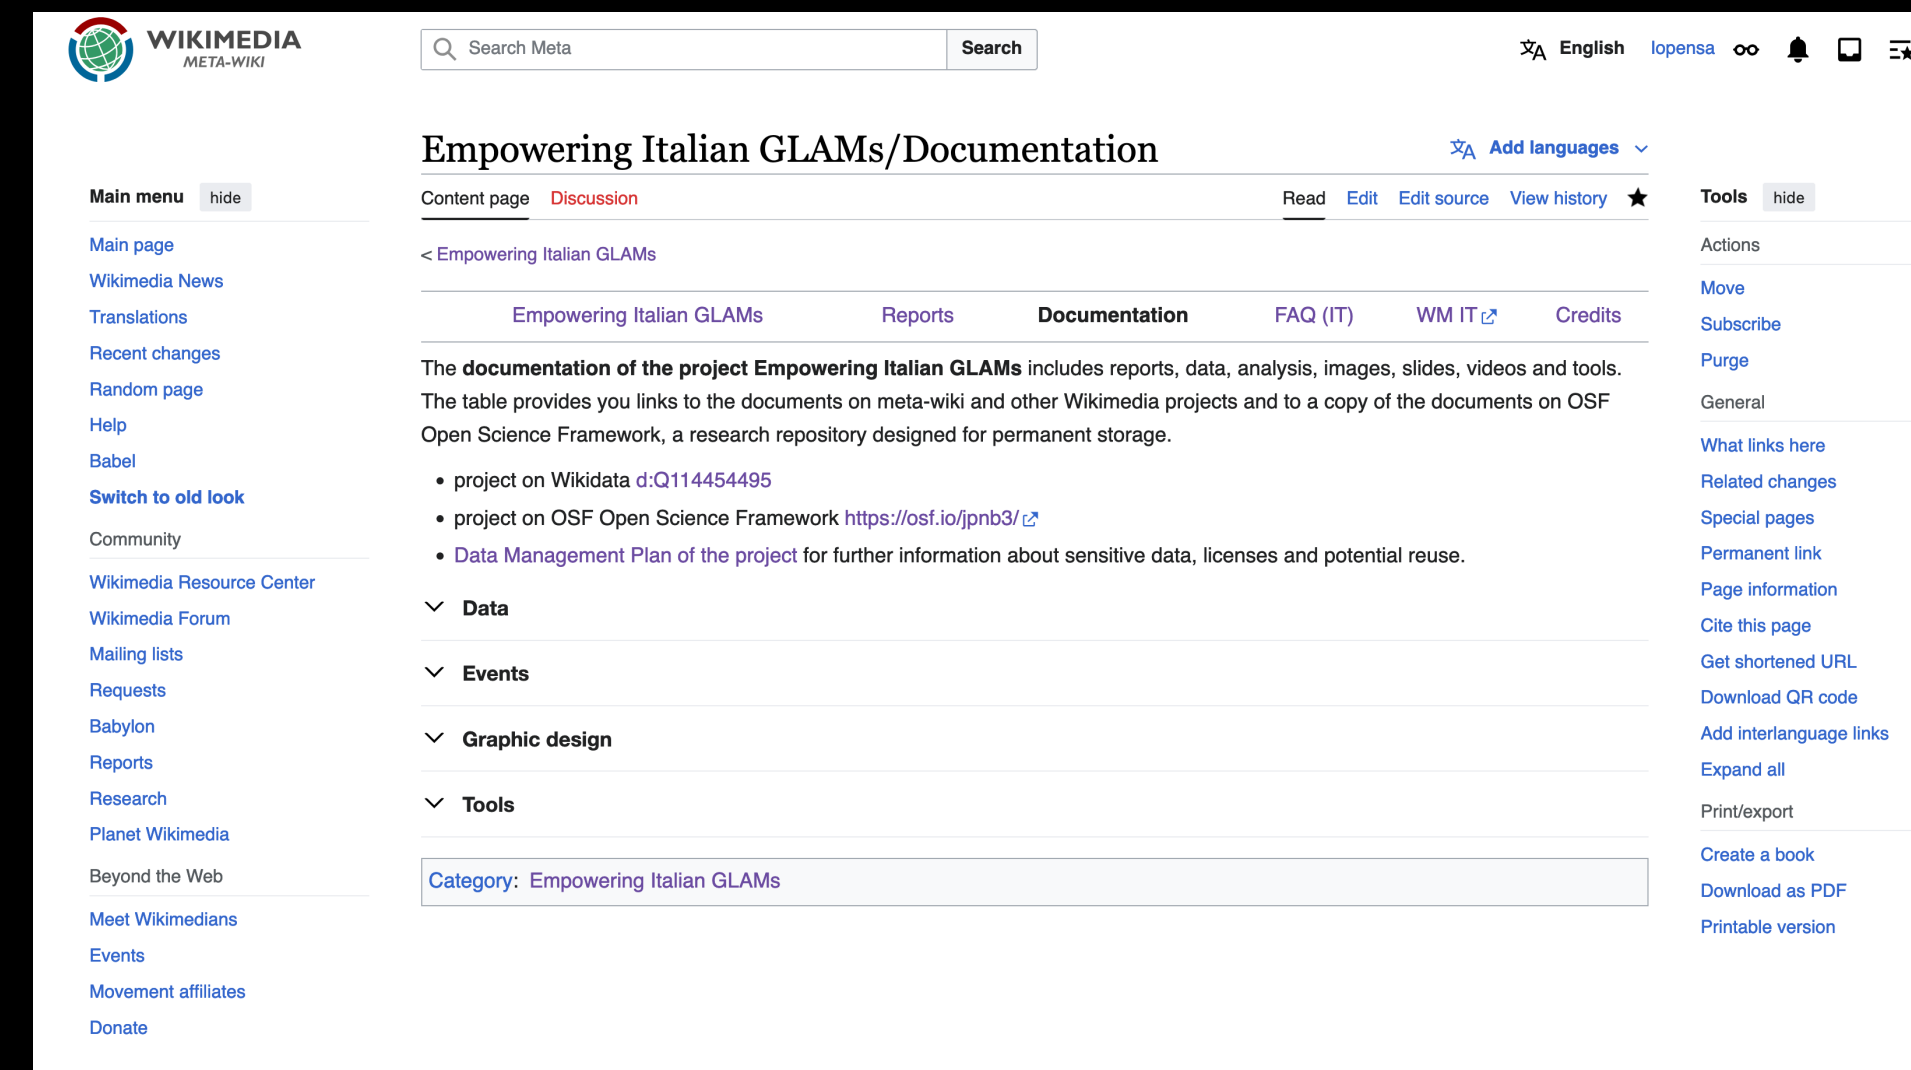 WIKIMEDIA
META-WIKI
Search Meta
Search
English
lopensa
Main menu
hide
Main page
Wikimedia News
Translations
Recent changes
Random page
Help
Babel
Switch to old look
Community
Wikimedia Resource Center
Wikimedia Forum
Mailing lists
Requests
Babylon
Reports
Research
Planet Wikimedia
Beyond the Web
Meet Wikimedians
Events
Movement affiliates
Donate
Empowering Italian GLAMs/Documentation
Add languages
Content page
Discussion
Read
Edit
Edit source
View history
< Empowering Italian GLAMs
Empowering Italian GLAMs
Reports
Documentation
FAQ (IT)
WM IT
Credits
The documentation of the project Empowering Italian GLAMs includes reports, data, analysis, images, slides, videos and tools.
The table provides you links to the documents on meta-wiki and other Wikimedia projects and to a copy of the documents on OSF
Open Science Framework, a research repository designed for permanent storage.
• project on Wikidata d:Q114454495
• project on OSF Open Science Framework https://osf.io/jpnb3/
• Data Management Plan of the project for further information about sensitive data, licenses and potential reuse.
Data
Events
Graphic design
Tools
Category: Empowering Italian GLAMs
Tools
hide
Actions
Move
Subscribe
Purge
General
What links here
Related changes
Special pages
Permanent link
Page information
Cite this page
Get shortened URL
Download QR code
Add interlanguage links
Expand all
Print/export
Create a book
Download as PDF
Printable version